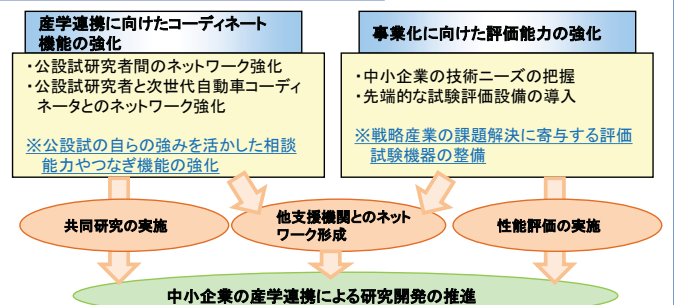 産学連携に向けたコーディネート
機能の強化
・公設試研究者間のネットワーク強化
・公設試研究者と次世代自動車コーディ
ネータとのネットワーク強化
※公設試の自らの強みを活かした相談
能力やつなぎ機能の強化
事業化に向けた評価能力の強化
・中小企業の技術ニーズの把握
・先端的な試験評価設備の導入
※戦略産業の課題解決に寄与する評価
試験機器の整備
共同研究の実施
他支援機関とのネット
ワーク形成
性能評価の実施
中小企業の産学連携による研究開発の推進